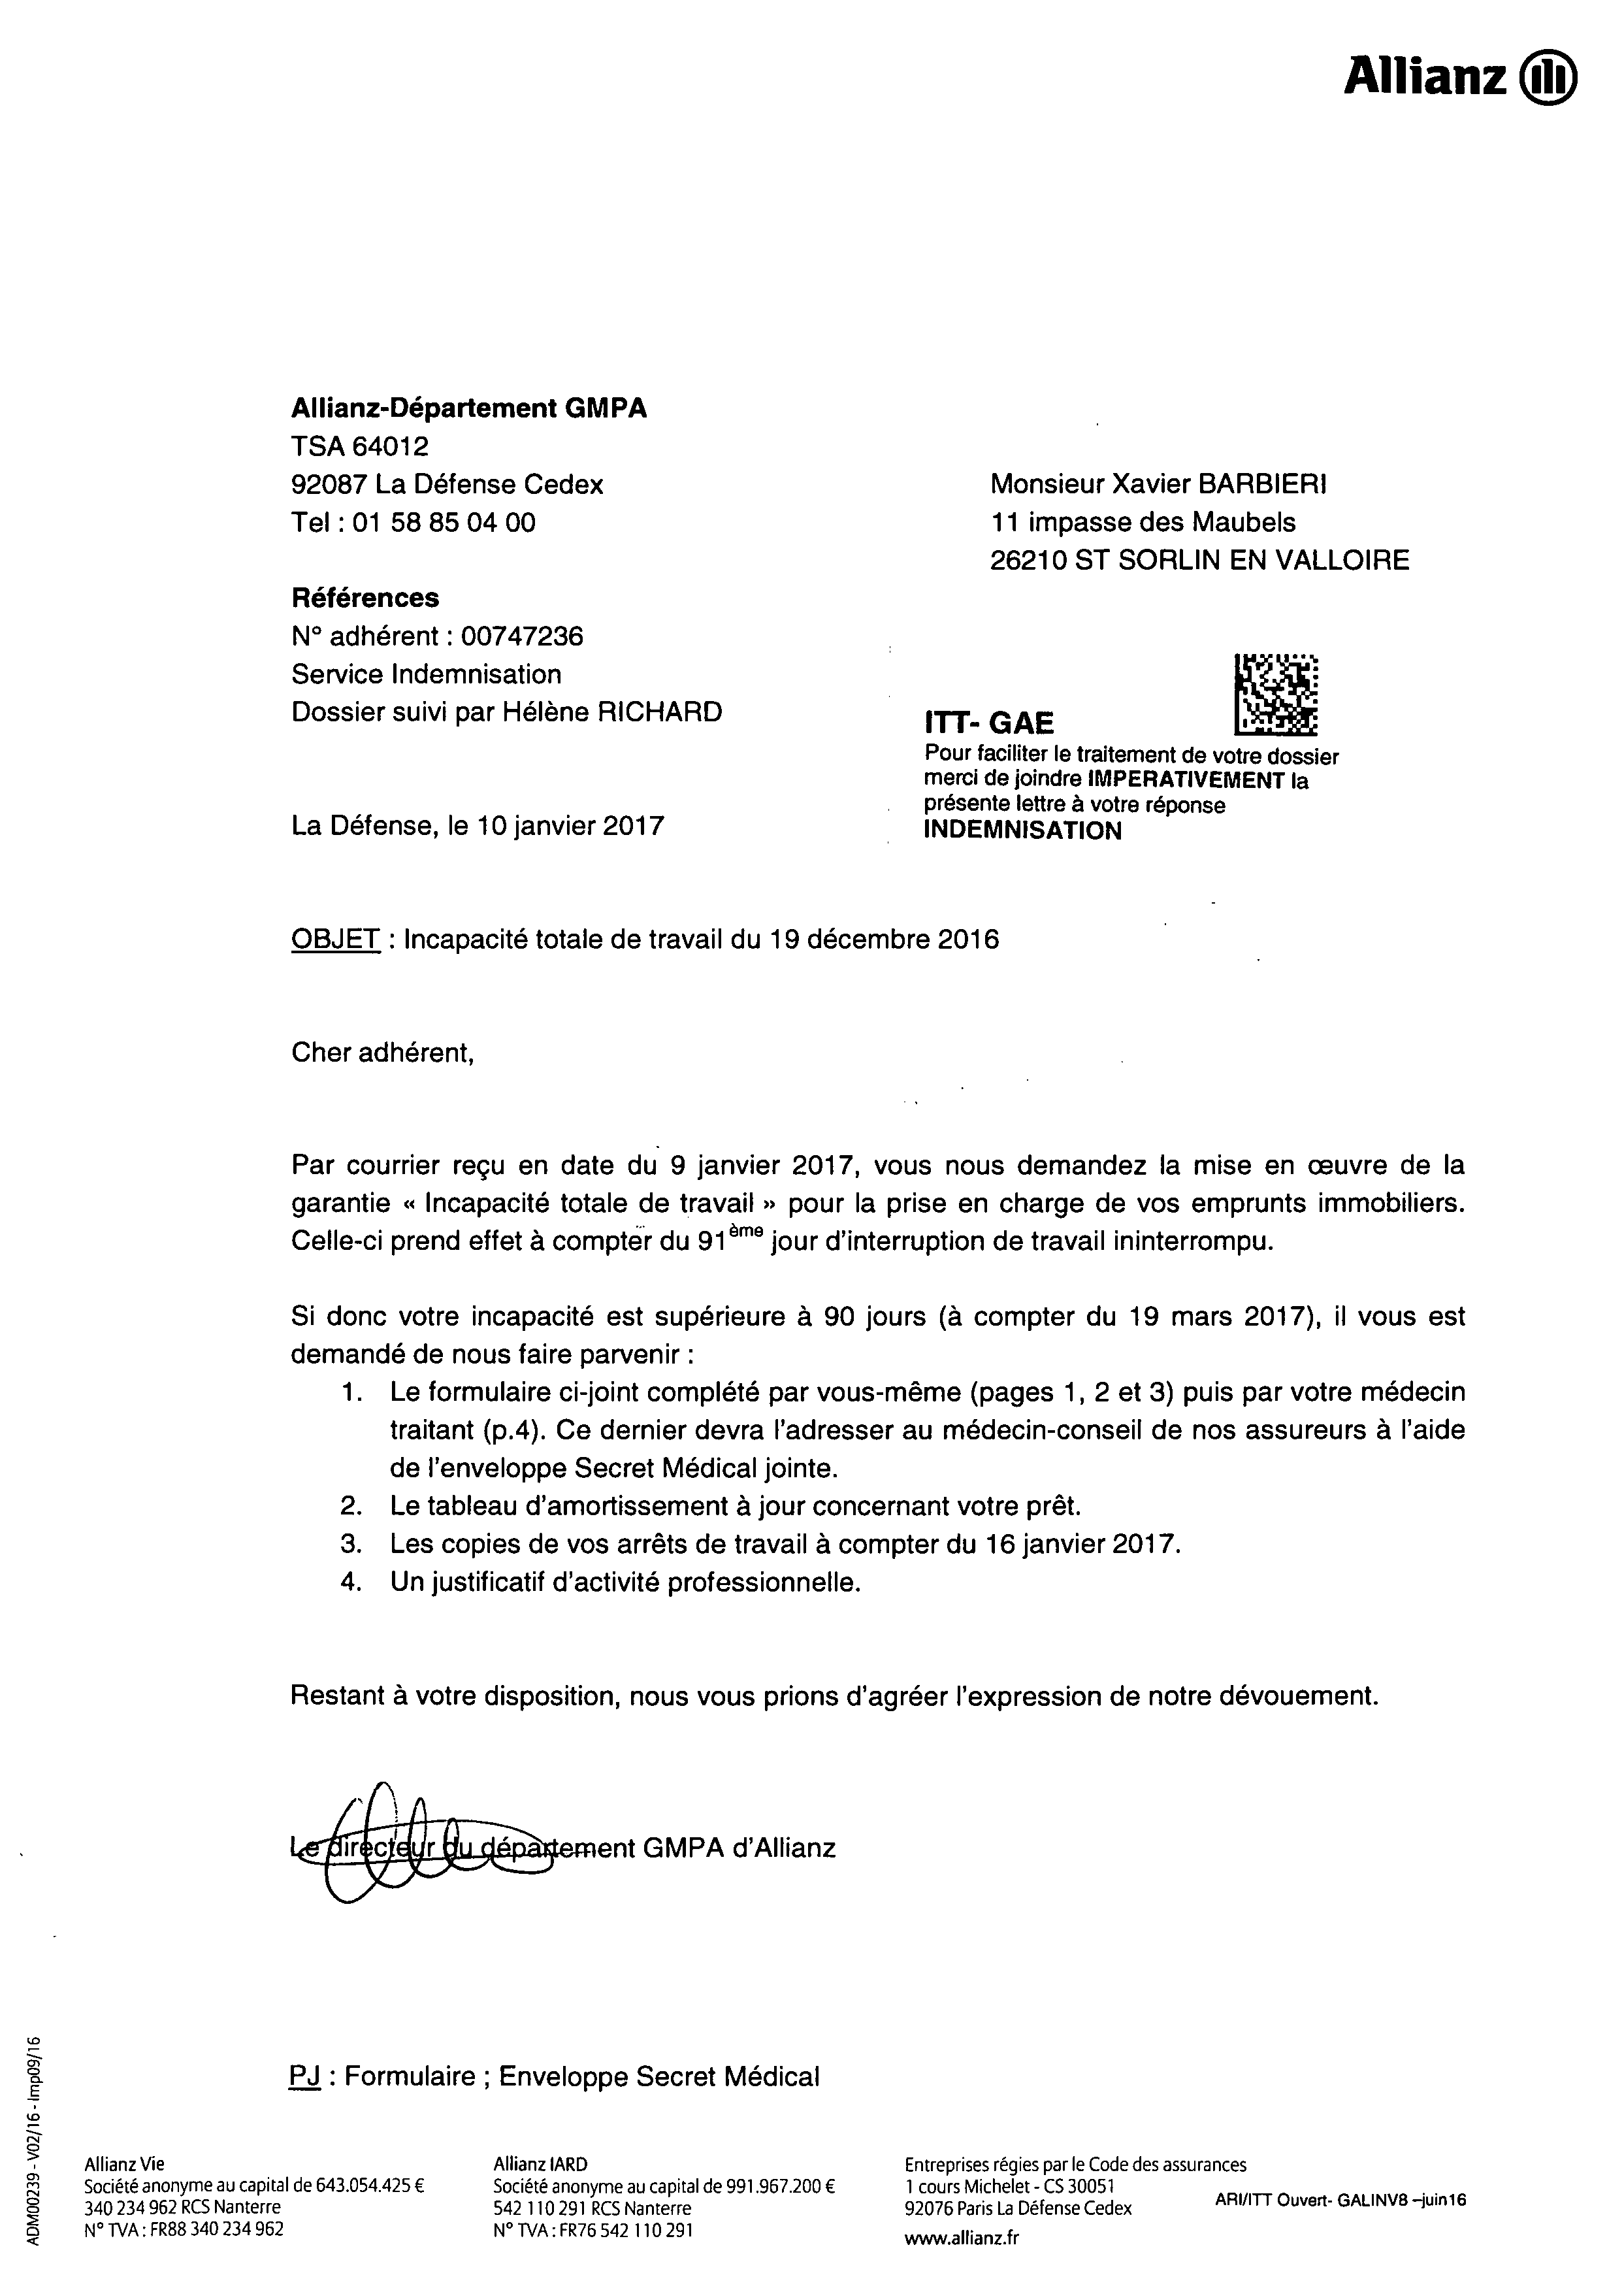 Allianz
Allianz-Département GMPA
TSA 64012
92087 La Défense Cedex
Tel : 01 58 85 04 00
Monsieur Xavier BARBIERI
11 impasse des Maubels
26210 ST SORLIN EN VALLOIRE
Références
N° adhérent : 00747236
Service Indemnisation
Dossier suivi par Hélène RICHARD
ITT- GAE
Pour faciliter le traitement de votre dossier
merci de joindre IMPERATIVEMENT la
présente lettre à votre réponse
INDEMNISATION
La Défense, le 10 janvier 2017
OBJET : Incapacité totale de travail du 19 décembre 2016
Cher adhérent,
Par courrier reçu en date du 9 janvier 2017, vous nous demandez la mise en œuvre de la
garantie « Incapacité totale de travail » pour la prise en charge de vos emprunts immobiliers.
Celle-ci prend effet à compter du 91ème jour d'interruption de travail ininterrompu.
Si donc votre incapacité est supérieure à 90 jours (à compter du 19 mars 2017), il vous est
demandé de nous faire parvenir :
1. Le formulaire ci-joint complété par vous-même (pages 1, 2 et 3) puis par votre médecin
traitant (p.4). Ce dernier devra l'adresser au médecin-conseil de nos assureurs à l'aide
de l'enveloppe Secret Médical jointe.
2. Le tableau d'amortissement à jour concernant votre prêt.
3. Les copies de vos arrêts de travail à compter du 16 janvier 2017.
4. Un justificatif d'activité professionnelle.
Restant à votre disposition, nous vous prions d'agréer l'expression de notre dévouement.
Le directeur du département GMPA d'Allianz
PJ : Formulaire ; Enveloppe Secret Médical
ADM00239 - V02/16 - Imp09/16
Allianz Vie
Société anonyme au capital de 643.054.425 €
340 234 962 RCS Nanterre
N° TVA : FR88 340 234 962
Allianz IARD
Société anonyme au capital de 991.967.200 €
542 110 291 RCS Nanterre
N° TVA : FR76 542 110 291
Entreprises régies par le Code des assurances
1 cours Michelet - CS 30051
92076 Paris La Défense Cedex
www.allianz.fr
ARI/ITT Ouvert- GALINV8 –juin16